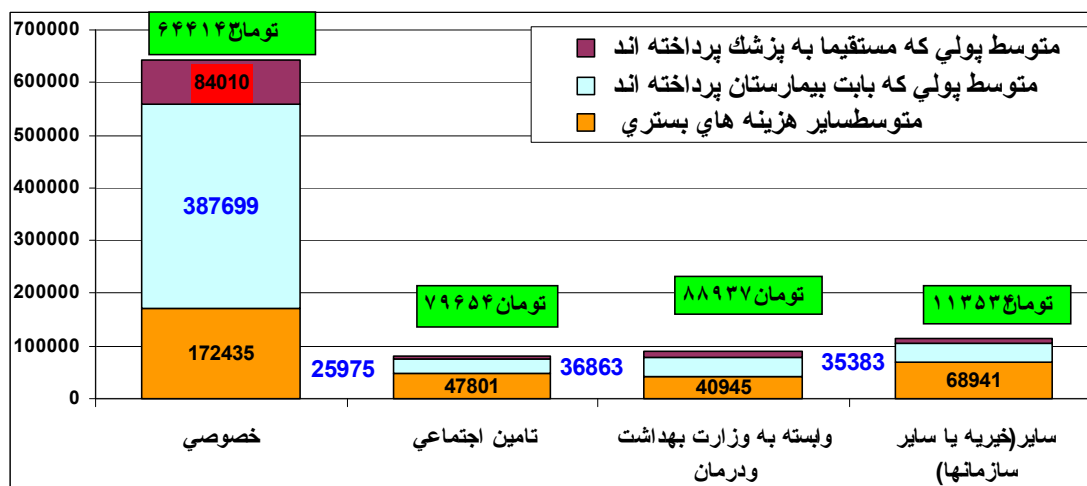 ۶۴۴۱۴۳تومان
متوسط پولي كه مستقيما به پزشك پرداخته اند
متوسط پولي كه بابت بيمارستان پرداخته اند
متوسطساير هزينه هاي بستري
700000
600000
500000
400000
300000
200000
100000
0
84010
387699
172435
۷۹۶۵۴تومان
25975
47801
۸۸۹۳۷تومان
36863
40945
۱۱۳۵۳۴تومان
35383
68941
خصوصي
تامين اجتماعي
وابسته به وزارت بهداشت
ودرمان
ساير(خيريه يا ساير
سازمانها)